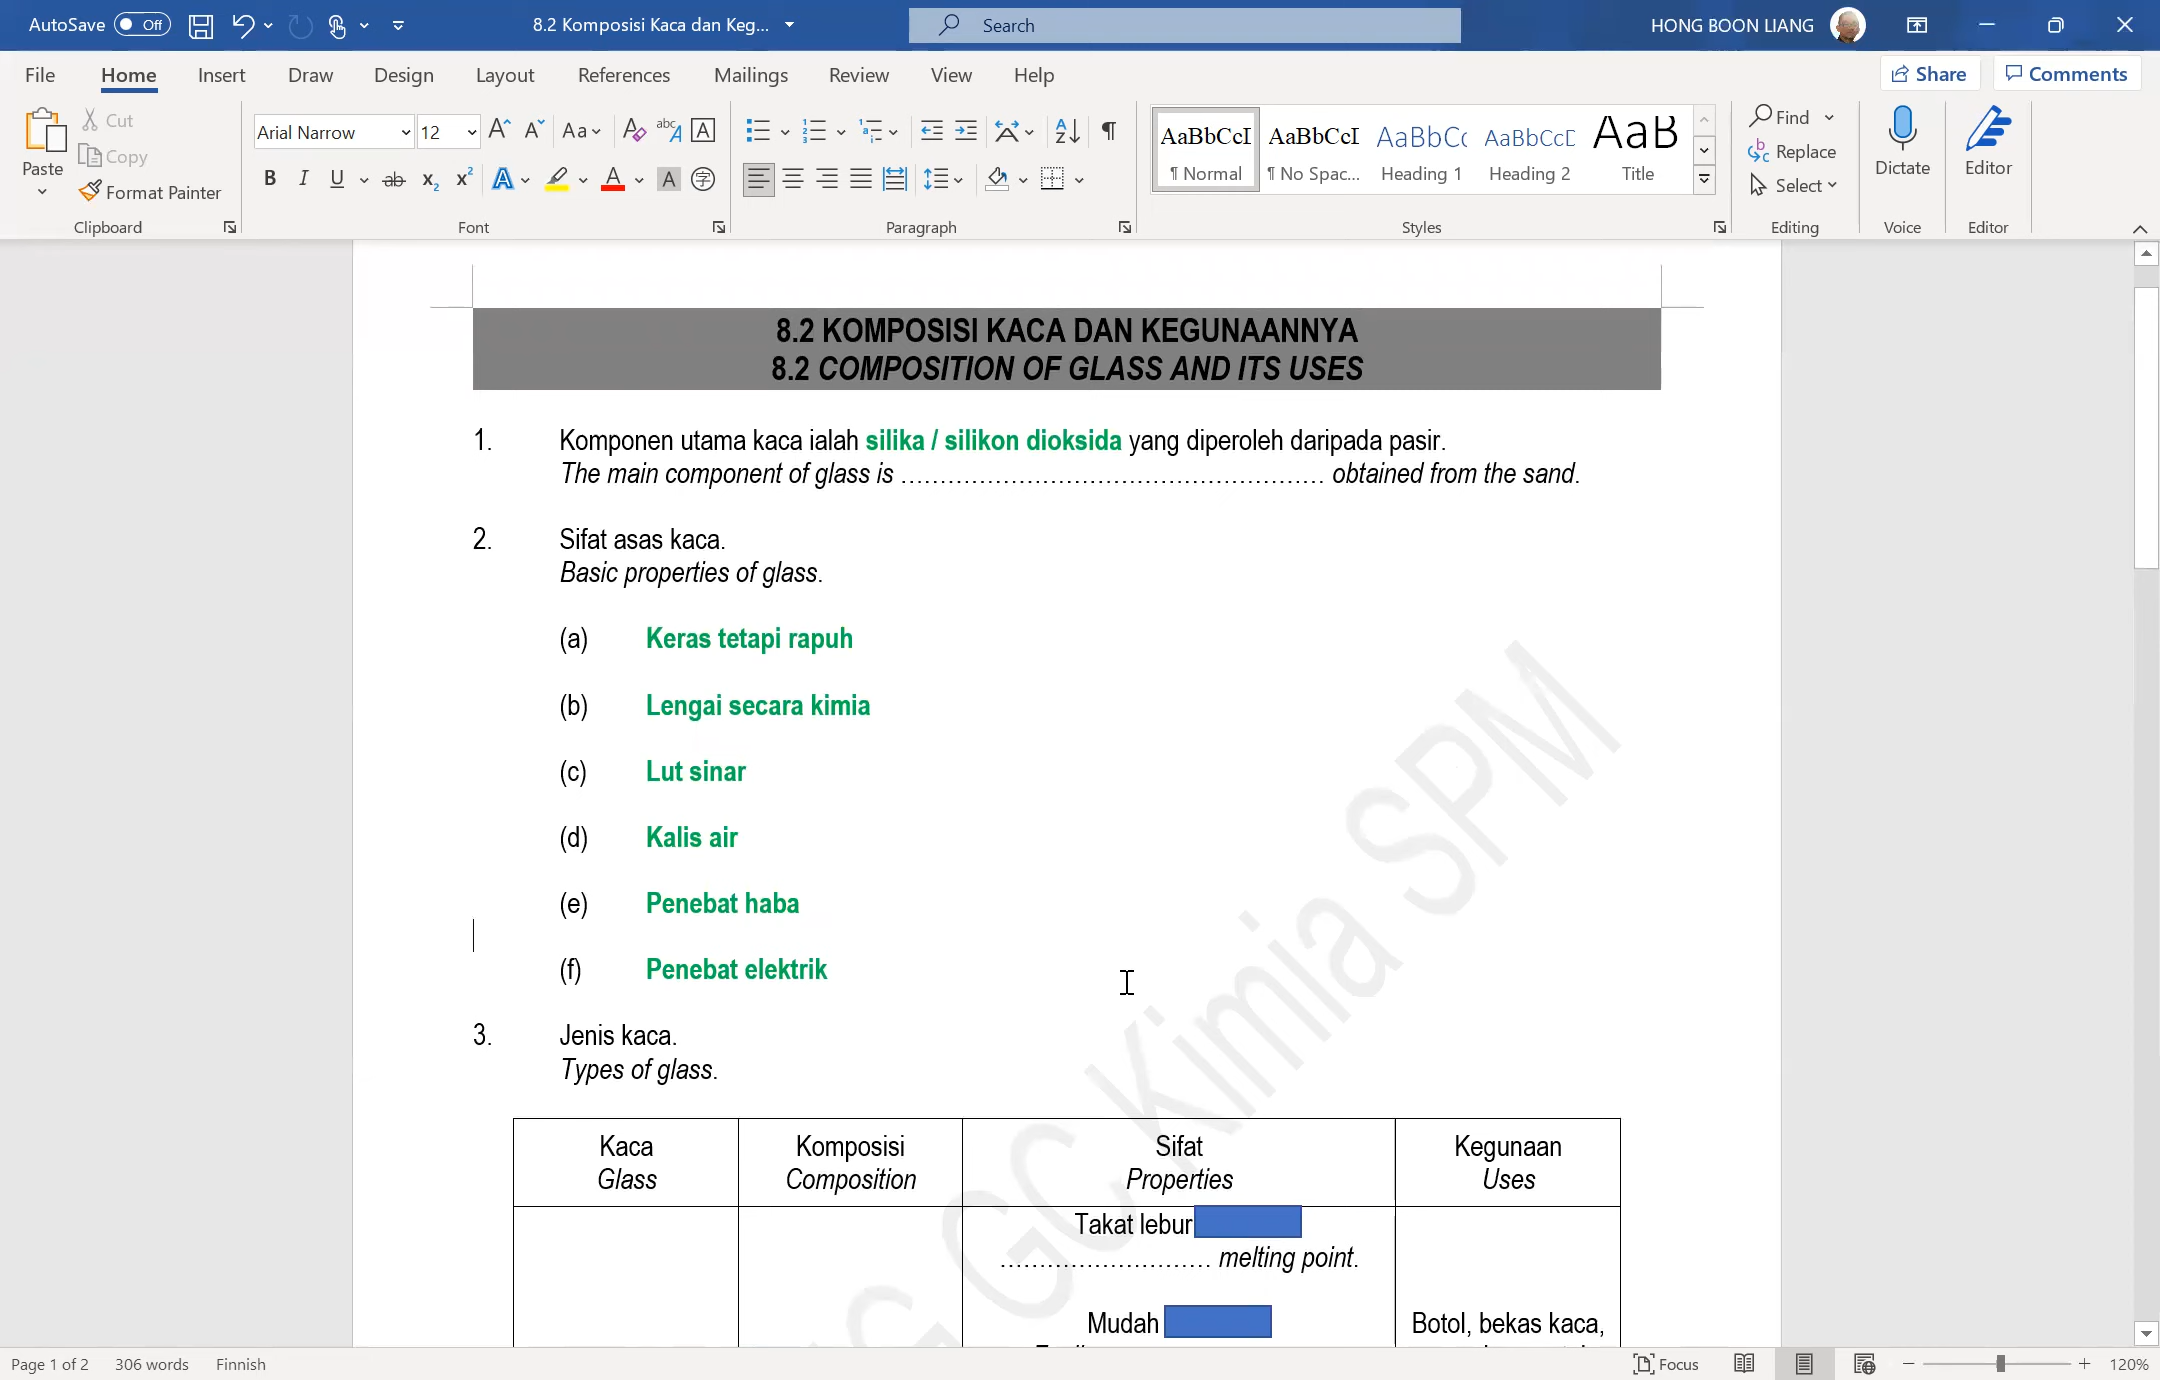 AutoSave Off 8.2 Komposisi Kaca dan Keg... Search HONG BOON LIANG
File Home Insert Draw Design Layout References Mailings Review View Help Share Comments
Paste Cut Copy Format Painter Clipboard
Arial Narrow 12 Font
Paragraph
AaBbCcI AaBbCcI AaBbC AaBbCcD AaB
¶ Normal ¶ No Spac... Heading 1 Heading 2 Title
Styles
Find Replace Select Editing
Dictate Voice
Editor Editor
8.2 KOMPOSISI KACA DAN KEGUNAANNYA
8.2 COMPOSITION OF GLASS AND ITS USES
1. Komponen utama kaca ialah silika / silikon dioksida yang diperoleh daripada pasir.
The main component of glass is ……………………………………………… obtained from the sand.
2. Sifat asas kaca.
Basic properties of glass.
(a) Keras tetapi rapuh
(b) Lengai secara kimia
(c) Lut sinar
(d) Kalis air
(e) Penebat haba
(f) Penebat elektrik
3. Jenis kaca.
Types of glass.
Kaca Komposisi Sifat Kegunaan
Glass Composition Properties Uses
Takat lebur
……………………… melting point.
Mudah Botol, bekas kaca,
GC Kimia SPM
Page 1 of 2 306 words Finnish Focus 120%